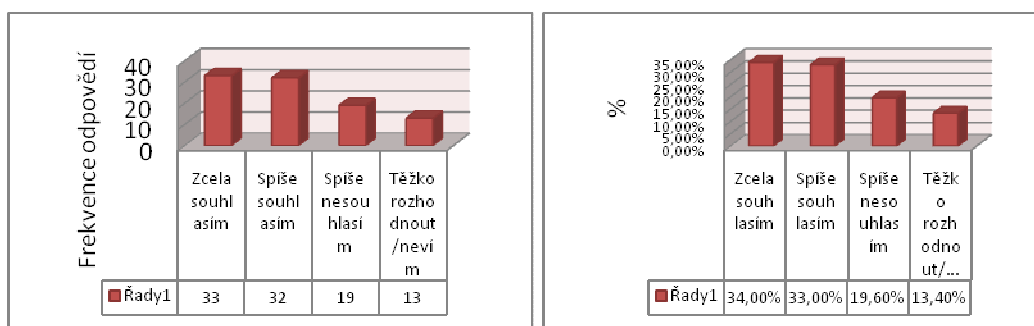 Frekvence odpovědí
40
30
20
10
0
Zcela
souhl
asím
Spíše
souhl
asím
Spíše
nesou
hlasí
m
Těžko
rozho
dnout
/neví
m
Řady1
33
32
19
13
%
35,00%
30,00%
25,00%
20,00%
15,00%
10,00%
5,00%
0,00%
Zcela
souh
lasím
Spíše
souh
lasím
Spíše
neso
uhlas
ím
Těžk
o
rozh
odno
ut/...
Řady1
34,00%
33,00%
19,60%
13,40%